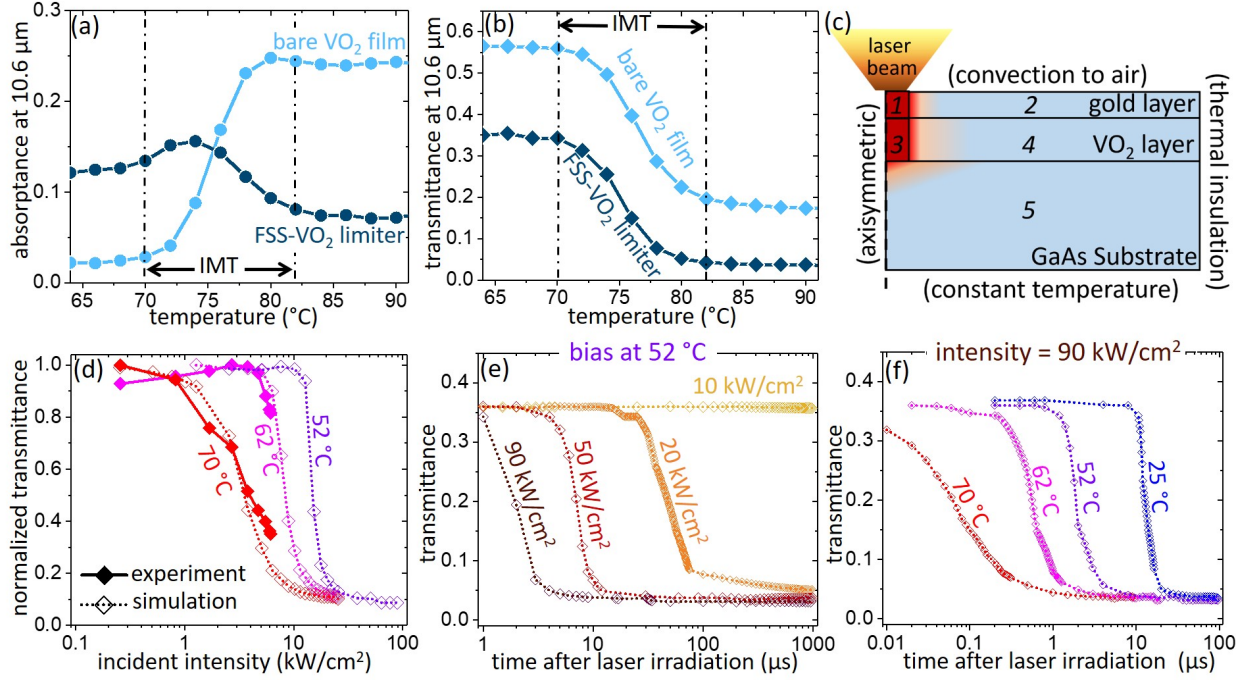 (a)
bare VO₂ film
FSS-VO₂ limiter
IMT
0.3
0.2
0.1
0.0
absorptance at 10.6 µm
65 70 75 80 85 90
temperature (°C)
(b)
IMT
bare VO₂ film
FSS-VO₂ limiter
0.6
0.5
0.4
0.3
0.2
0.1
0.0
transmittance at 10.6 µm
65 70 75 80 85 90
temperature (°C)
(c)
laser
beam
(convection to air)
1 2 gold layer
3 4 VO₂ layer
5
GaAs Substrate
(axisymmetric)
(thermal insulation)
(constant temperature)
(d)
1.0
0.8
0.6
0.4
0.2
0.0
normalized transmittance
70 °C
62 °C
52 °C
experiment
simulation
0.1 1 10 100
incident intensity (kW/cm²)
bias at 52 °C
(e)
10 kW/cm²
90 kW/cm²
50 kW/cm²
20 kW/cm²
0.4
0.3
0.2
0.1
0.0
transmittance
1 10 100 1000
time after laser irradiation (µs)
intensity = 90 kW/cm²
(f)
70 °C
62 °C
52 °C
25 °C
0.4
0.3
0.2
0.1
0.0
transmittance
0.01 0.1 1 10 100
time after laser irradiation (µs)